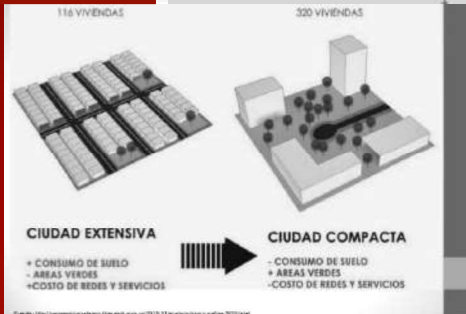 116 VIVIENDAS
320 VIVIENDAS
CIUDAD EXTENSIVA
+ CONSUMO DE SUELO
- AREAS VERDES
+COSTO DE REDES Y SERVICIOS
CIUDAD COMPACTA
- CONSUMO DE SUELO
+ AREAS VERDES
-COSTO DE REDES Y SERVICIOS